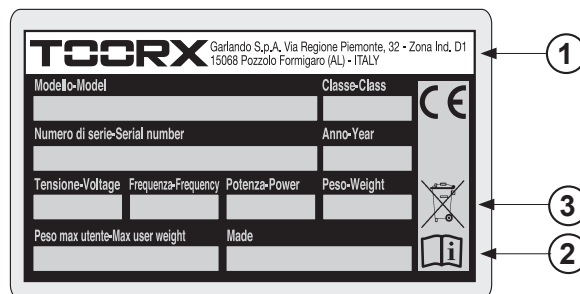 TOORX
Garlando S.p.A. Via Regione Piemonte, 32 - Zona Ind. D1
15068 Pozzolo Formigaro (AL) - ITALY
1
Modello-Model Classe-Class
CE
Numero di serie-Serial number Anno-Year
Tensione-Voltage Frequenza-Frequency Potenza-Power Peso-Weight
3
Peso max utente-Max user weight Made
i
2